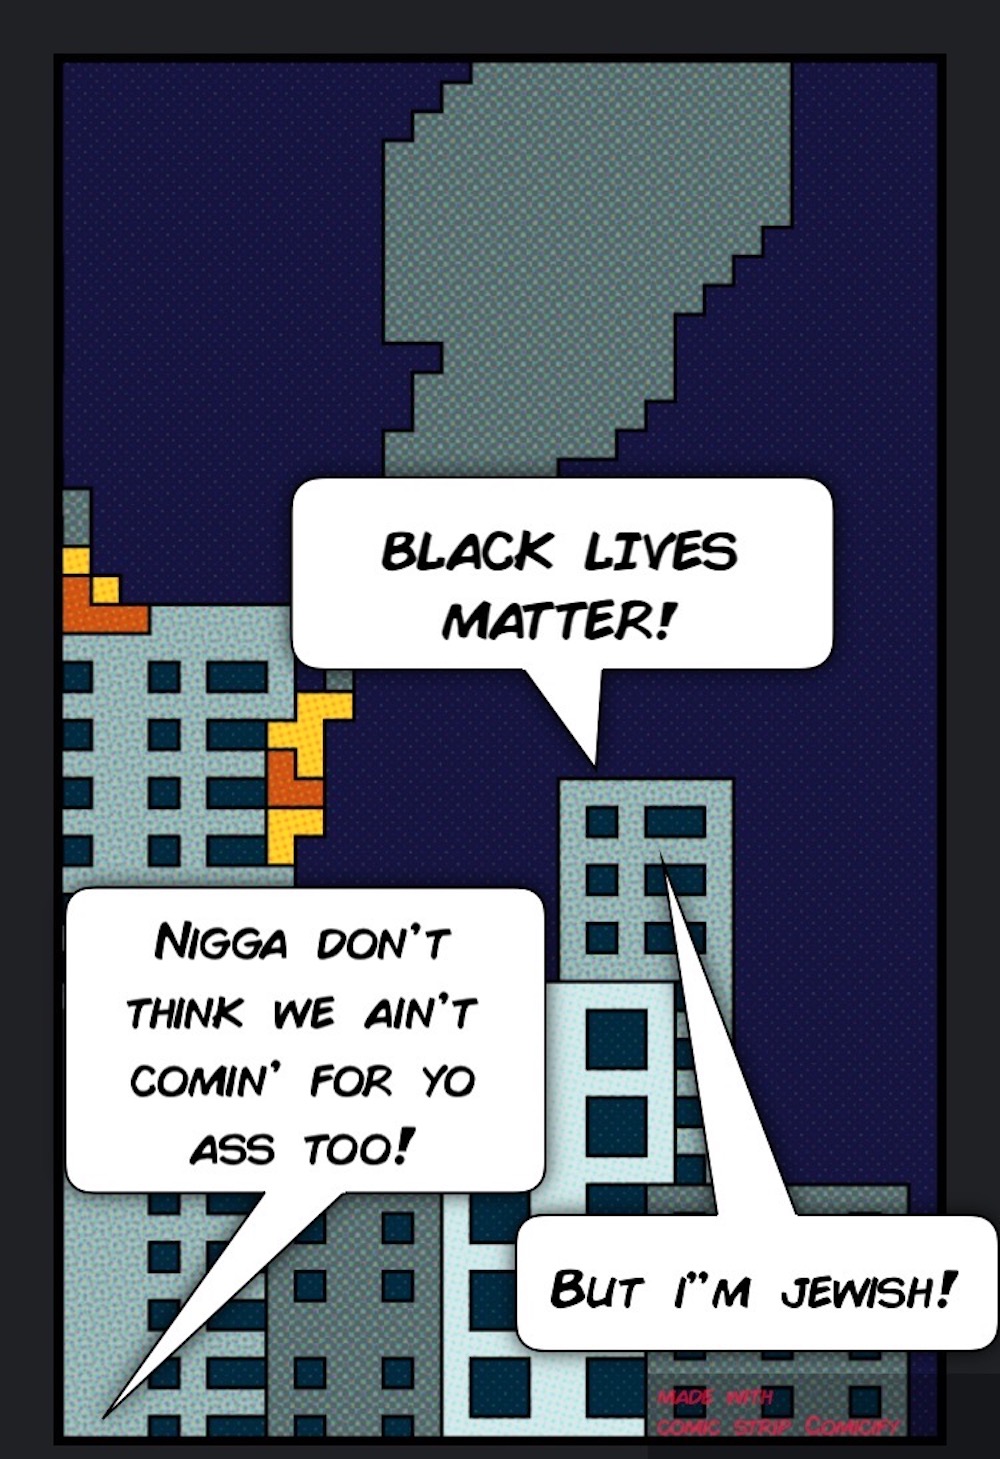 BLACK LIVES
MATTER!
NIGGA DON'T
THINK WE AIN'T
COMIN' FOR YO
ASS TOO!
BUT I"M JEWISH!
MADE WITH
COMIC STRIP COMICIFY